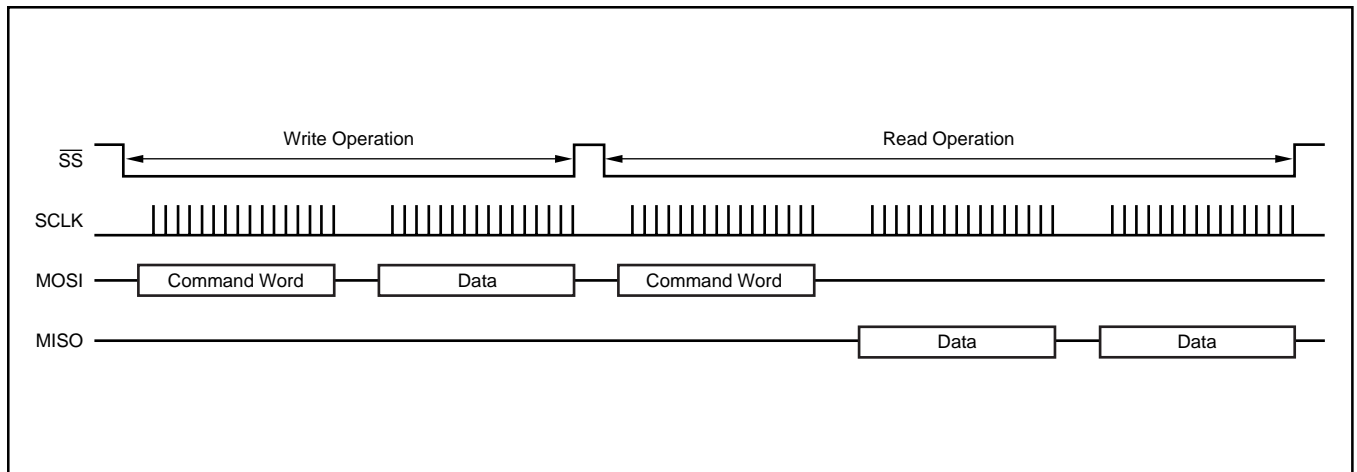 Write Operation Read Operation
SS
SCLK
MOSI Command Word Data Command Word
MISO Data Data